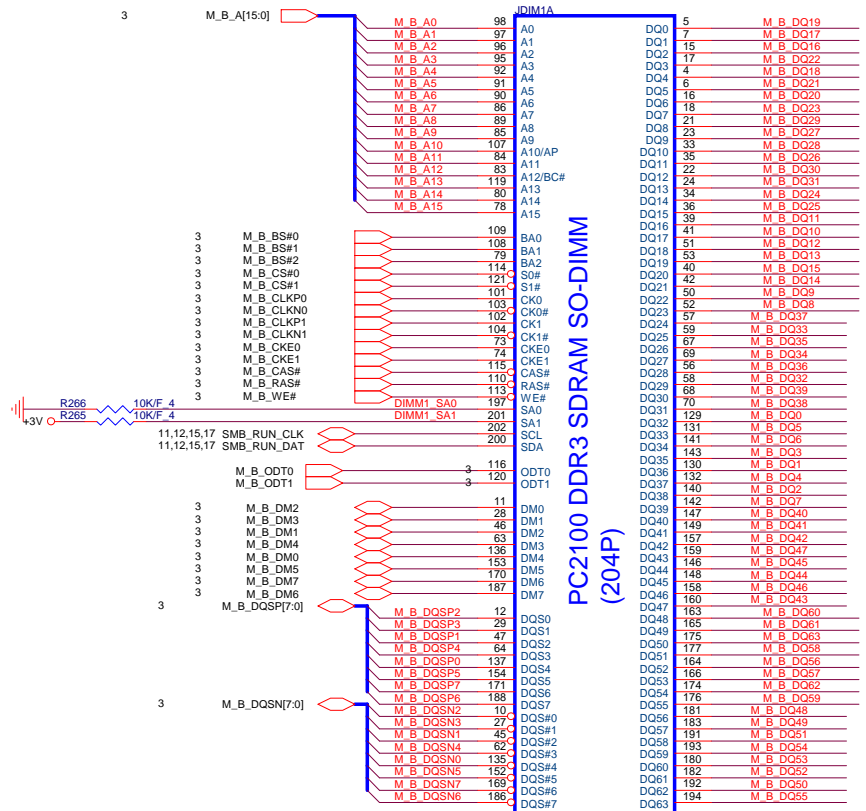 JDIM1A
3 M_B_A[15:0]
M_B_A0 98 A0
M_B_A1 97 A1
M_B_A2 96 A2
M_B_A3 95 A3
M_B_A4 92 A4
M_B_A5 91 A5
M_B_A6 90 A6
M_B_A7 86 A7
M_B_A8 89 A8
M_B_A9 85 A9
M_B_A10 107 A10/AP
M_B_A11 84 A11
M_B_A12 83 A12/BC#
M_B_A13 119 A13
M_B_A14 80 A14
M_B_A15 78 A15
3 M_B_BS#0 109 BA0
3 M_B_BS#1 108 BA1
3 M_B_BS#2 79 BA2
3 M_B_CS#0 114 S0#
3 M_B_CS#1 121 S1#
3 M_B_CLKP0 101 CK0
3 M_B_CLKN0 103 CK0#
3 M_B_CLKP1 102 CK1
3 M_B_CLKN1 104 CK1#
3 M_B_CKE0 73 CKE0
3 M_B_CKE1 74 CKE1
3 M_B_CAS# 115 CAS#
3 M_B_RAS# 110 RAS#
3 M_B_WE# 113 WE#
R266 10K/F_4 DIMM1_SA0 197 SA0
+3V R265 10K/F_4 DIMM1_SA1 201 SA1
11,12,15,17 SMB_RUN_CLK 202 SCL
11,12,15,17 SMB_RUN_DAT 200 SDA
M_B_ODT0 3 116 ODT0
M_B_ODT1 3 120 ODT1
3 M_B_DM2 11 DM0
3 M_B_DM3 28 DM1
3 M_B_DM1 46 DM2
3 M_B_DM4 63 DM3
3 M_B_DM0 136 DM4
3 M_B_DM5 153 DM5
3 M_B_DM7 170 DM6
3 M_B_DM6 187 DM7
3 M_B_DQSP[7:0]
M_B_DQSP2 12 DQS0
M_B_DQSP3 29 DQS1
M_B_DQSP1 47 DQS2
M_B_DQSP4 64 DQS3
M_B_DQSP0 137 DQS4
M_B_DQSP5 154 DQS5
M_B_DQSP7 171 DQS6
M_B_DQSP6 188 DQS7
3 M_B_DQSN[7:0]
M_B_DQSN2 10 DQS#0
M_B_DQSN3 27 DQS#1
M_B_DQSN1 45 DQS#2
M_B_DQSN4 62 DQS#3
M_B_DQSN0 135 DQS#4
M_B_DQSN5 152 DQS#5
M_B_DQSN7 169 DQS#6
M_B_DQSN6 186 DQS#7
PC2100 DDR3 SDRAM SO-DIMM
(204P)
DQ0 5 M_B_DQ19
DQ1 7 M_B_DQ17
DQ2 15 M_B_DQ16
DQ3 17 M_B_DQ22
DQ4 4 M_B_DQ18
DQ5 6 M_B_DQ21
DQ6 16 M_B_DQ20
DQ7 18 M_B_DQ23
DQ8 21 M_B_DQ29
DQ9 23 M_B_DQ27
DQ10 33 M_B_DQ28
DQ11 35 M_B_DQ26
DQ12 22 M_B_DQ30
DQ13 24 M_B_DQ31
DQ14 34 M_B_DQ24
DQ15 36 M_B_DQ25
DQ16 39 M_B_DQ11
DQ17 41 M_B_DQ10
DQ18 51 M_B_DQ12
DQ19 53 M_B_DQ13
DQ20 40 M_B_DQ15
DQ21 42 M_B_DQ14
DQ22 50 M_B_DQ9
DQ23 52 M_B_DQ8
DQ24 57 M_B_DQ37
DQ25 59 M_B_DQ33
DQ26 67 M_B_DQ35
DQ27 69 M_B_DQ34
DQ28 56 M_B_DQ36
DQ29 58 M_B_DQ32
DQ30 68 M_B_DQ39
DQ31 70 M_B_DQ38
DQ32 129 M_B_DQ0
DQ33 131 M_B_DQ5
DQ34 141 M_B_DQ6
DQ35 143 M_B_DQ3
DQ36 130 M_B_DQ1
DQ37 132 M_B_DQ4
DQ38 140 M_B_DQ2
DQ39 142 M_B_DQ7
DQ40 147 M_B_DQ40
DQ41 149 M_B_DQ41
DQ42 157 M_B_DQ42
DQ43 159 M_B_DQ47
DQ44 146 M_B_DQ45
DQ45 148 M_B_DQ44
DQ46 158 M_B_DQ46
DQ47 160 M_B_DQ43
DQ48 163 M_B_DQ60
DQ49 165 M_B_DQ61
DQ50 175 M_B_DQ63
DQ51 177 M_B_DQ58
DQ52 164 M_B_DQ56
DQ53 166 M_B_DQ57
DQ54 174 M_B_DQ62
DQ55 176 M_B_DQ59
DQ56 181 M_B_DQ48
DQ57 183 M_B_DQ49
DQ58 191 M_B_DQ51
DQ59 193 M_B_DQ54
DQ60 180 M_B_DQ53
DQ61 182 M_B_DQ52
DQ62 192 M_B_DQ50
DQ63 194 M_B_DQ55